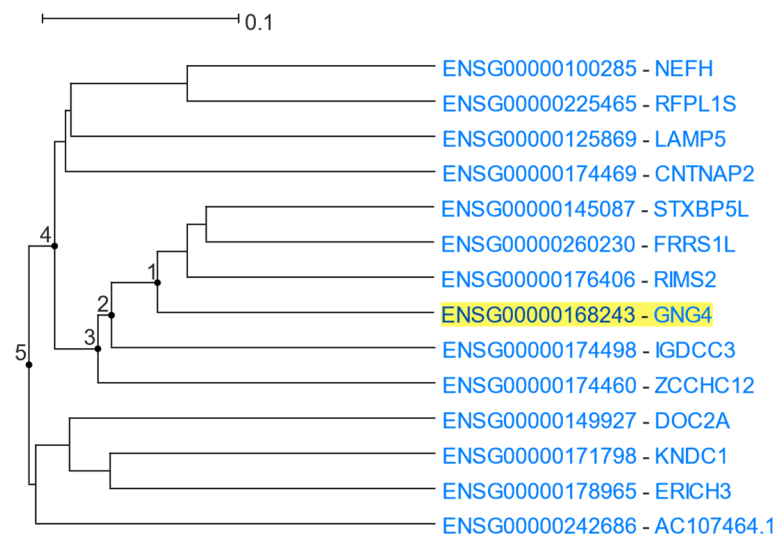 0.1
ENSG00000100285 - NEFH
ENSG00000225465 - RFPL1S
ENSG00000125869 - LAMP5
ENSG00000174469 - CNTNAP2
ENSG00000145087 - STXBP5L
4
ENSG00000260230 - FRRS1L
1
ENSG00000176406 - RIMS2
2
ENSG00000168243 - GNG4
3
5
ENSG00000174498 - IGDCC3
ENSG00000174460 - ZCCHC12
ENSG00000149927 - DOC2A
ENSG00000171798 - KNDC1
ENSG00000178965 - ERICH3
ENSG00000242686 - AC107464.1